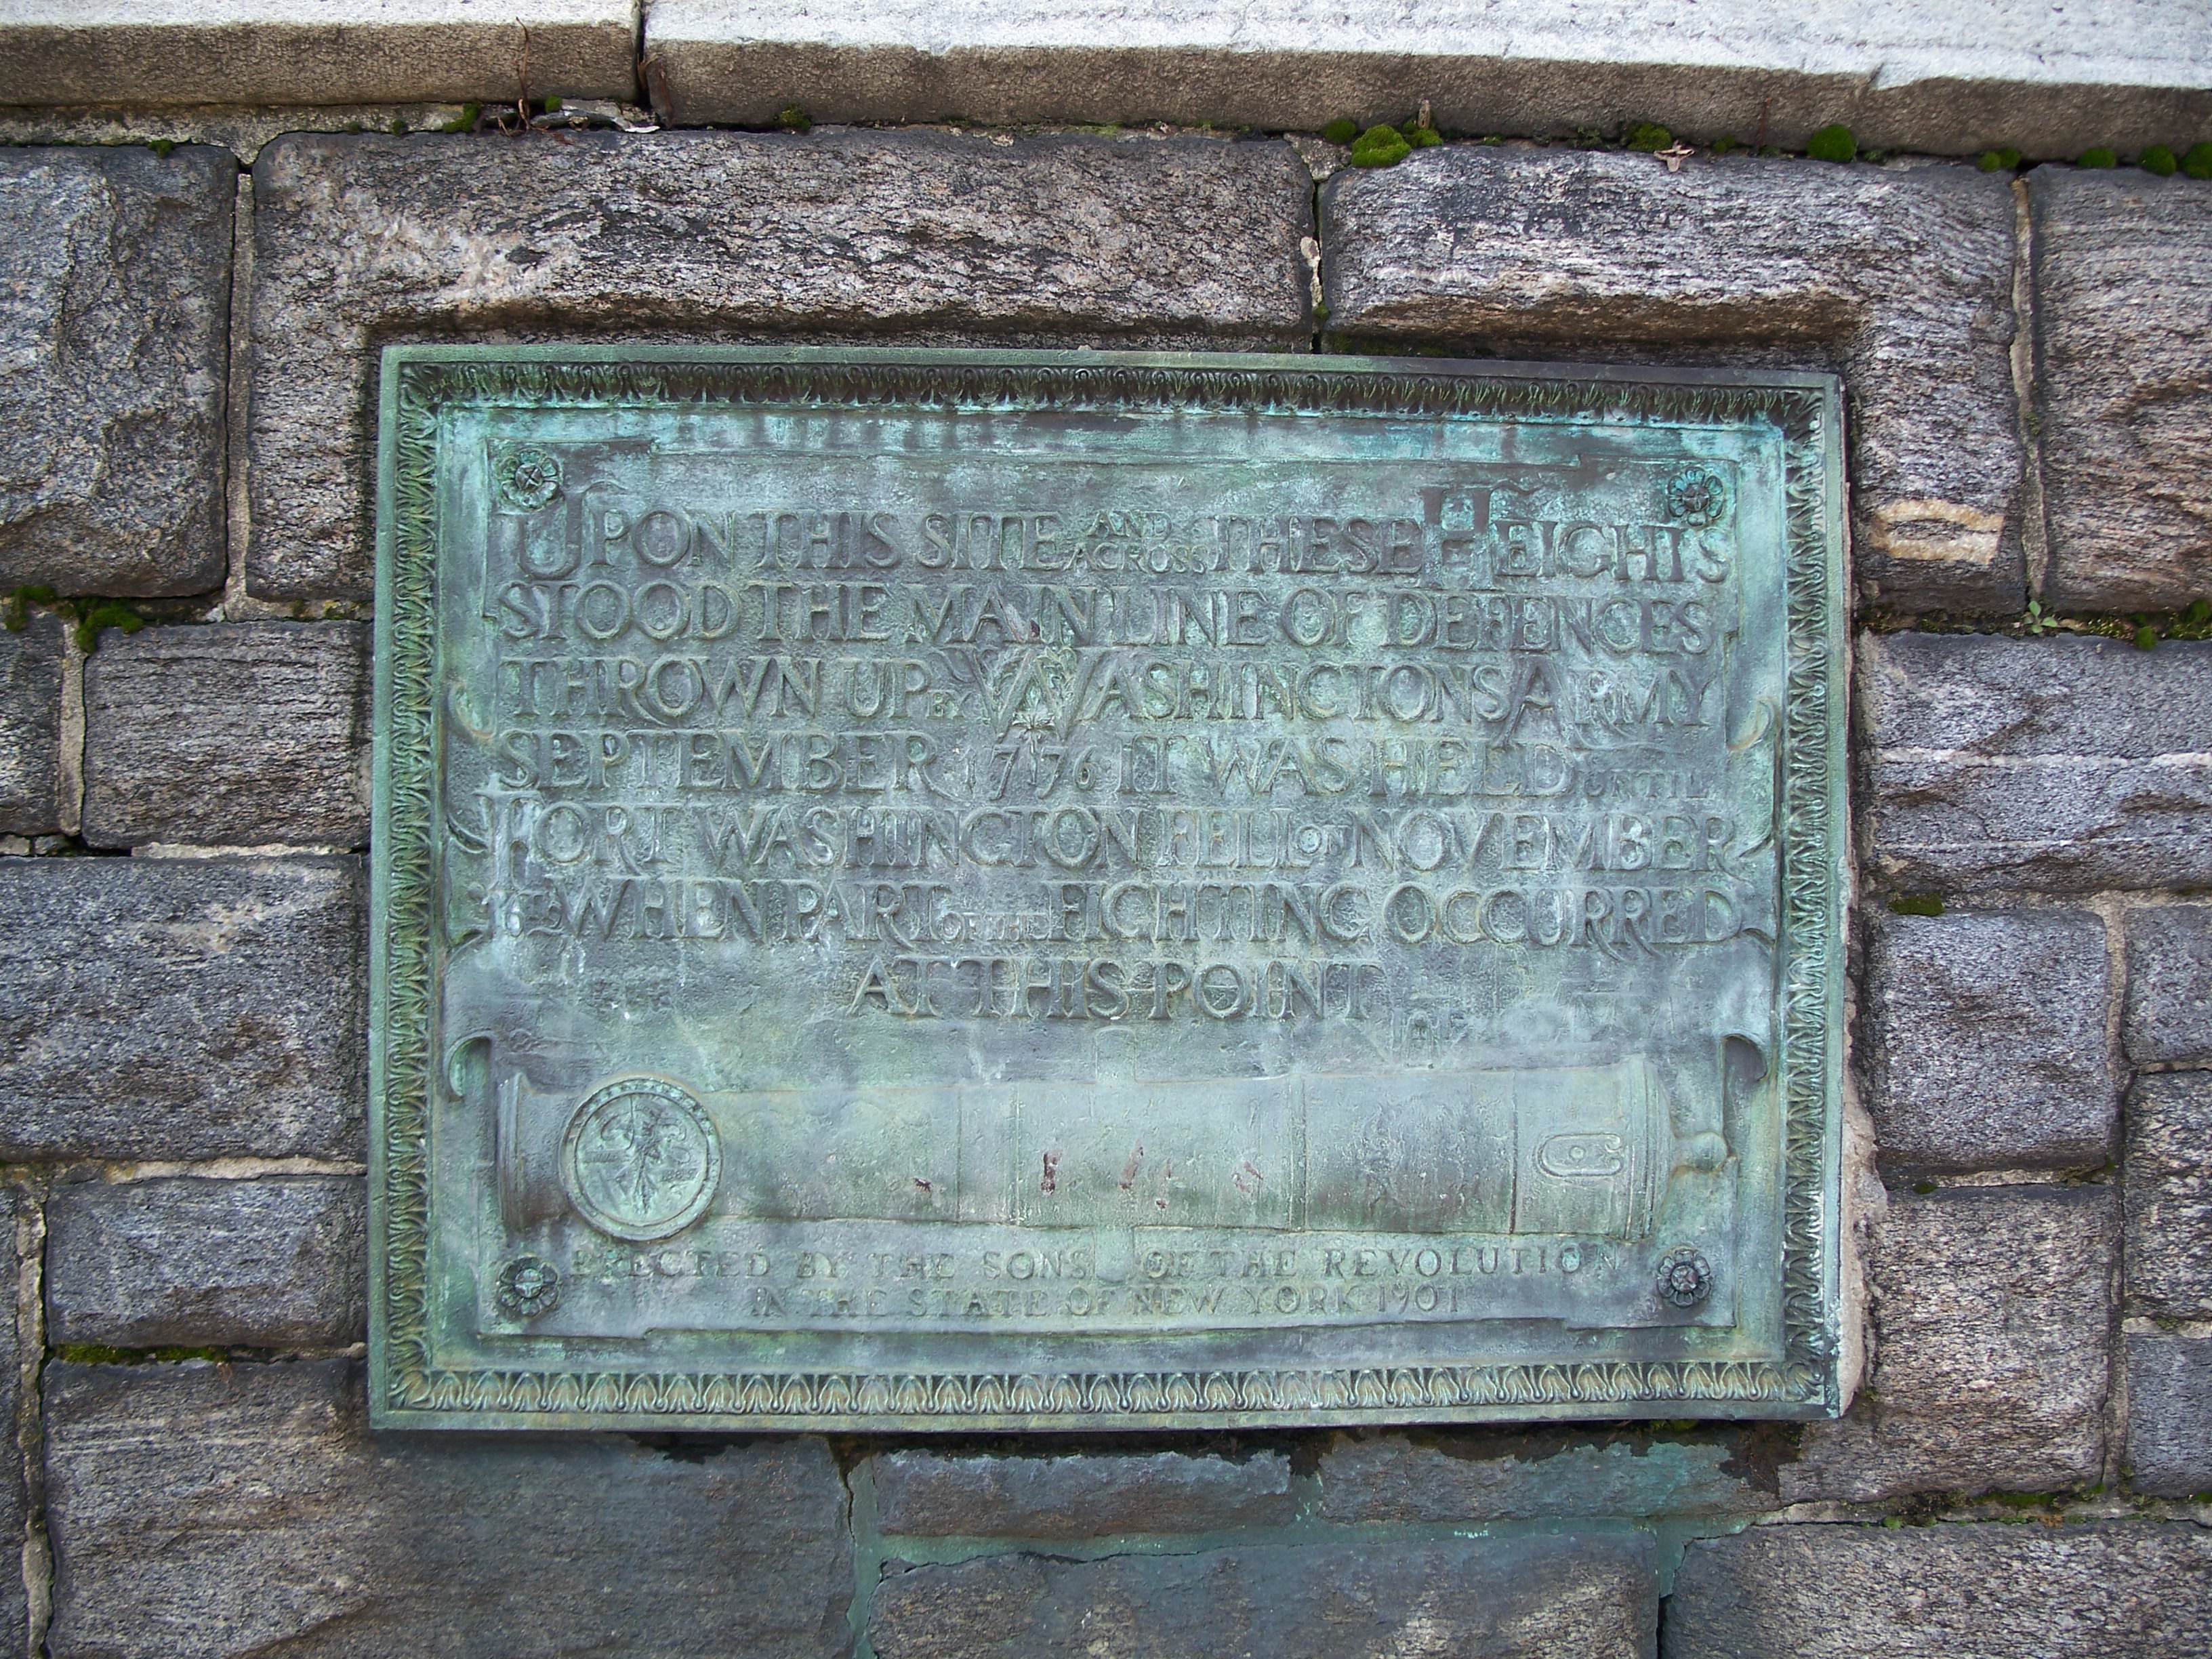 UPON THIS SITE AND ACROSS THESE HEIGHTS
STOOD THE MAIN LINE OF DEFENCES
THROWN UP BY WASHINGTONS ARMY
SEPTEMBER 1776 IT WAS HELD UNTIL
FORT WASHINGTON FELL ON NOVEMBER
16TH WHEN PART OF THE FIGHTING OCCURRED
AT THIS POINT
ERECTED BY THE SONS OF THE REVOLUTION
IN THE STATE OF NEW YORK 1901